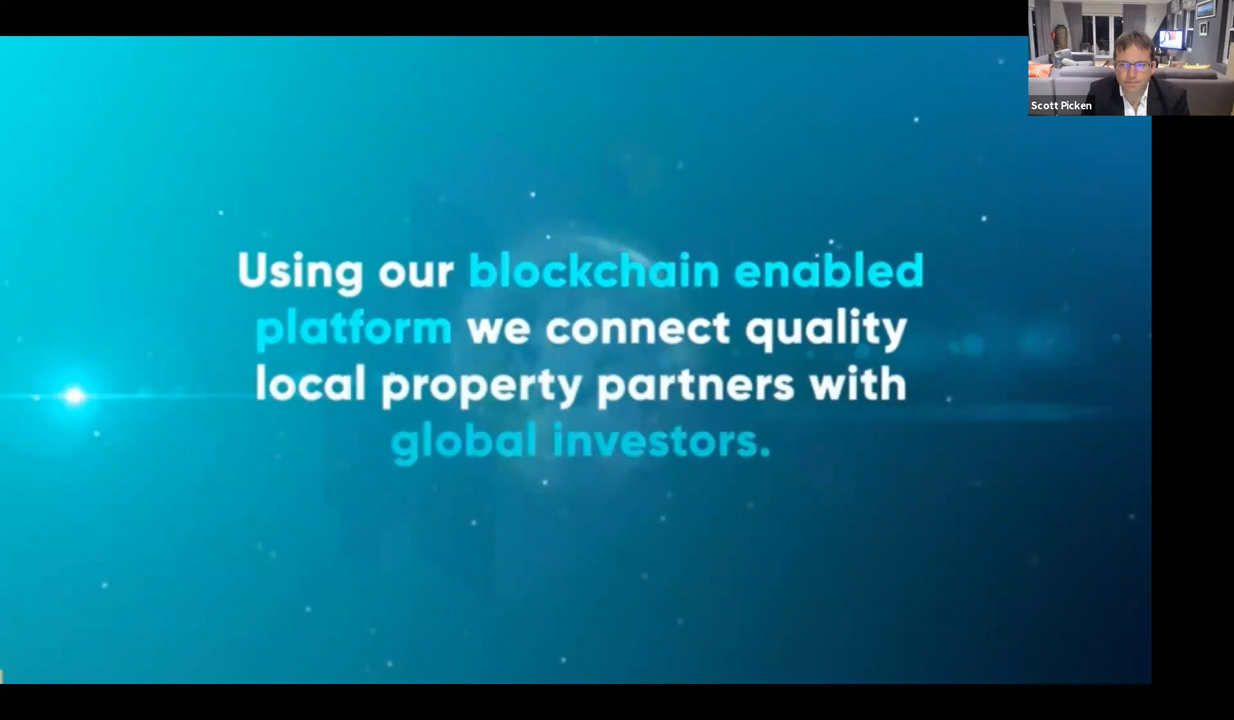 Scott Picken
Using our blockchain enabled
platform we connect quality
local property partners with
global investors.